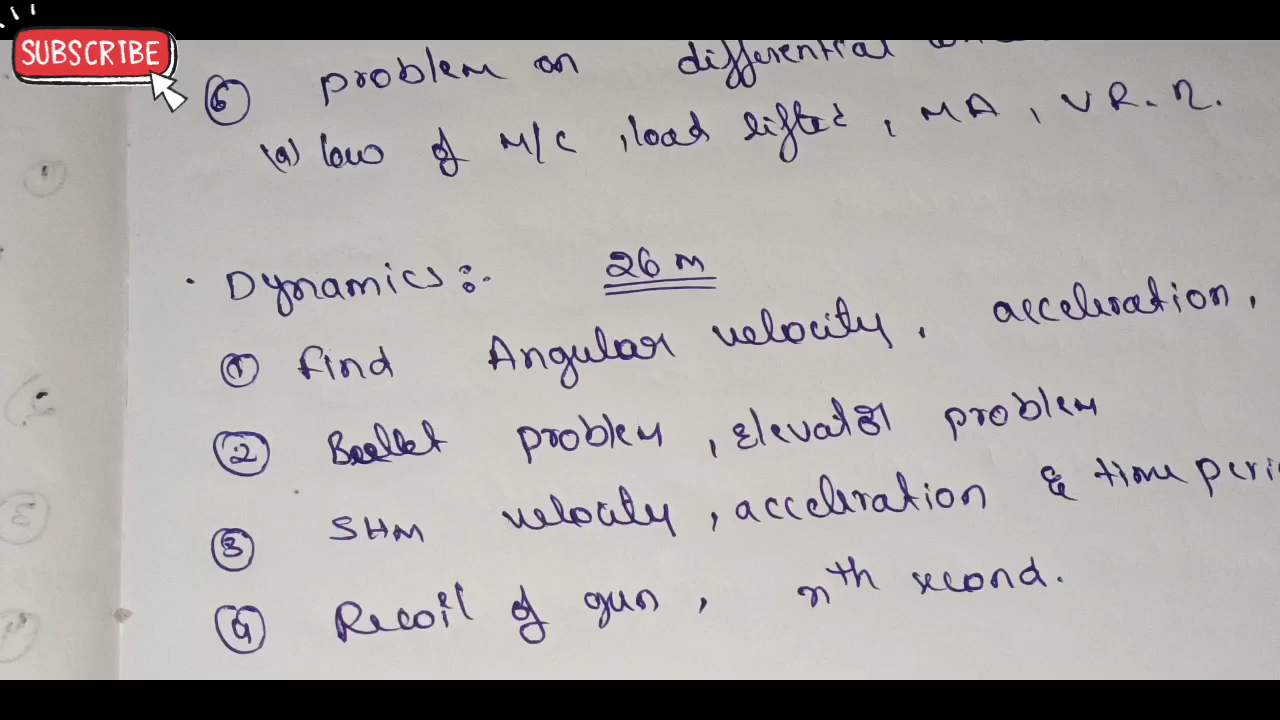 SUBSCRIBE
⑥ problem on differential
(a) law of M/C, load lifted, MA, VR. η.
Dynamics:- 26 m
① find Angular velocity, acceleration,
② Bullet problem, Elevator problem
③ SHM velocity, acceleration & time peri
④ Recoil of gun, nth second.